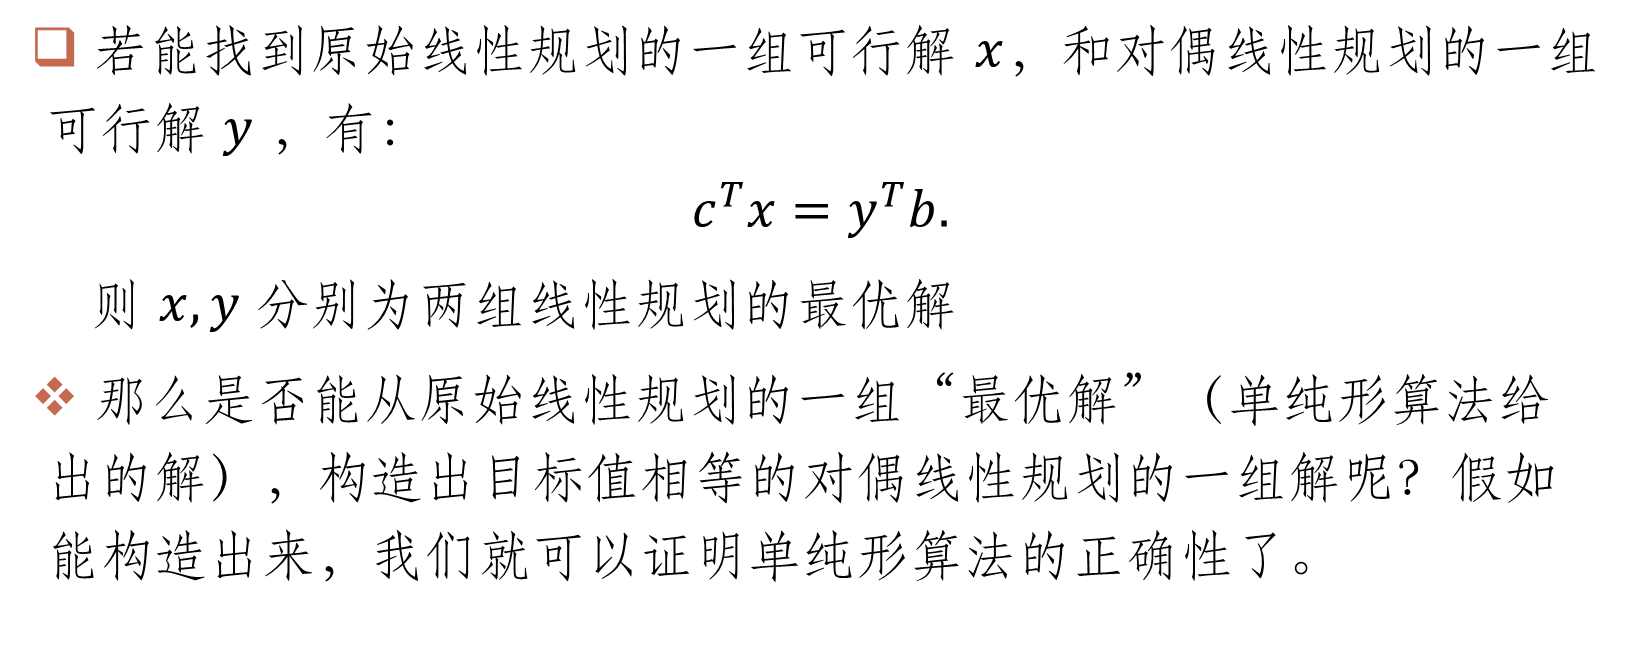 若能找到原始线性规划的一组可行解 x，和对偶线性规划的一组
可行解 y ，有：
c^T x = y^T b.
则 x,y 分别为两组线性规划的最优解
那么是否能从原始线性规划的一组“最优解”（单纯形算法给
出的解），构造出目标值相等的对偶线性规划的一组解呢？假如
能构造出来，我们就可以证明单纯形算法的正确性了。